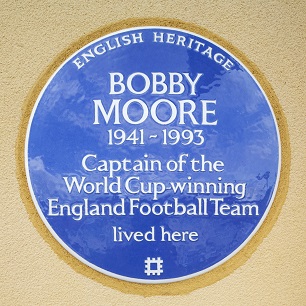 ENGLISH HERITAGE
BOBBY
MOORE
1941-1993
Captain of the
World Cup-winning
England Football Team
lived here